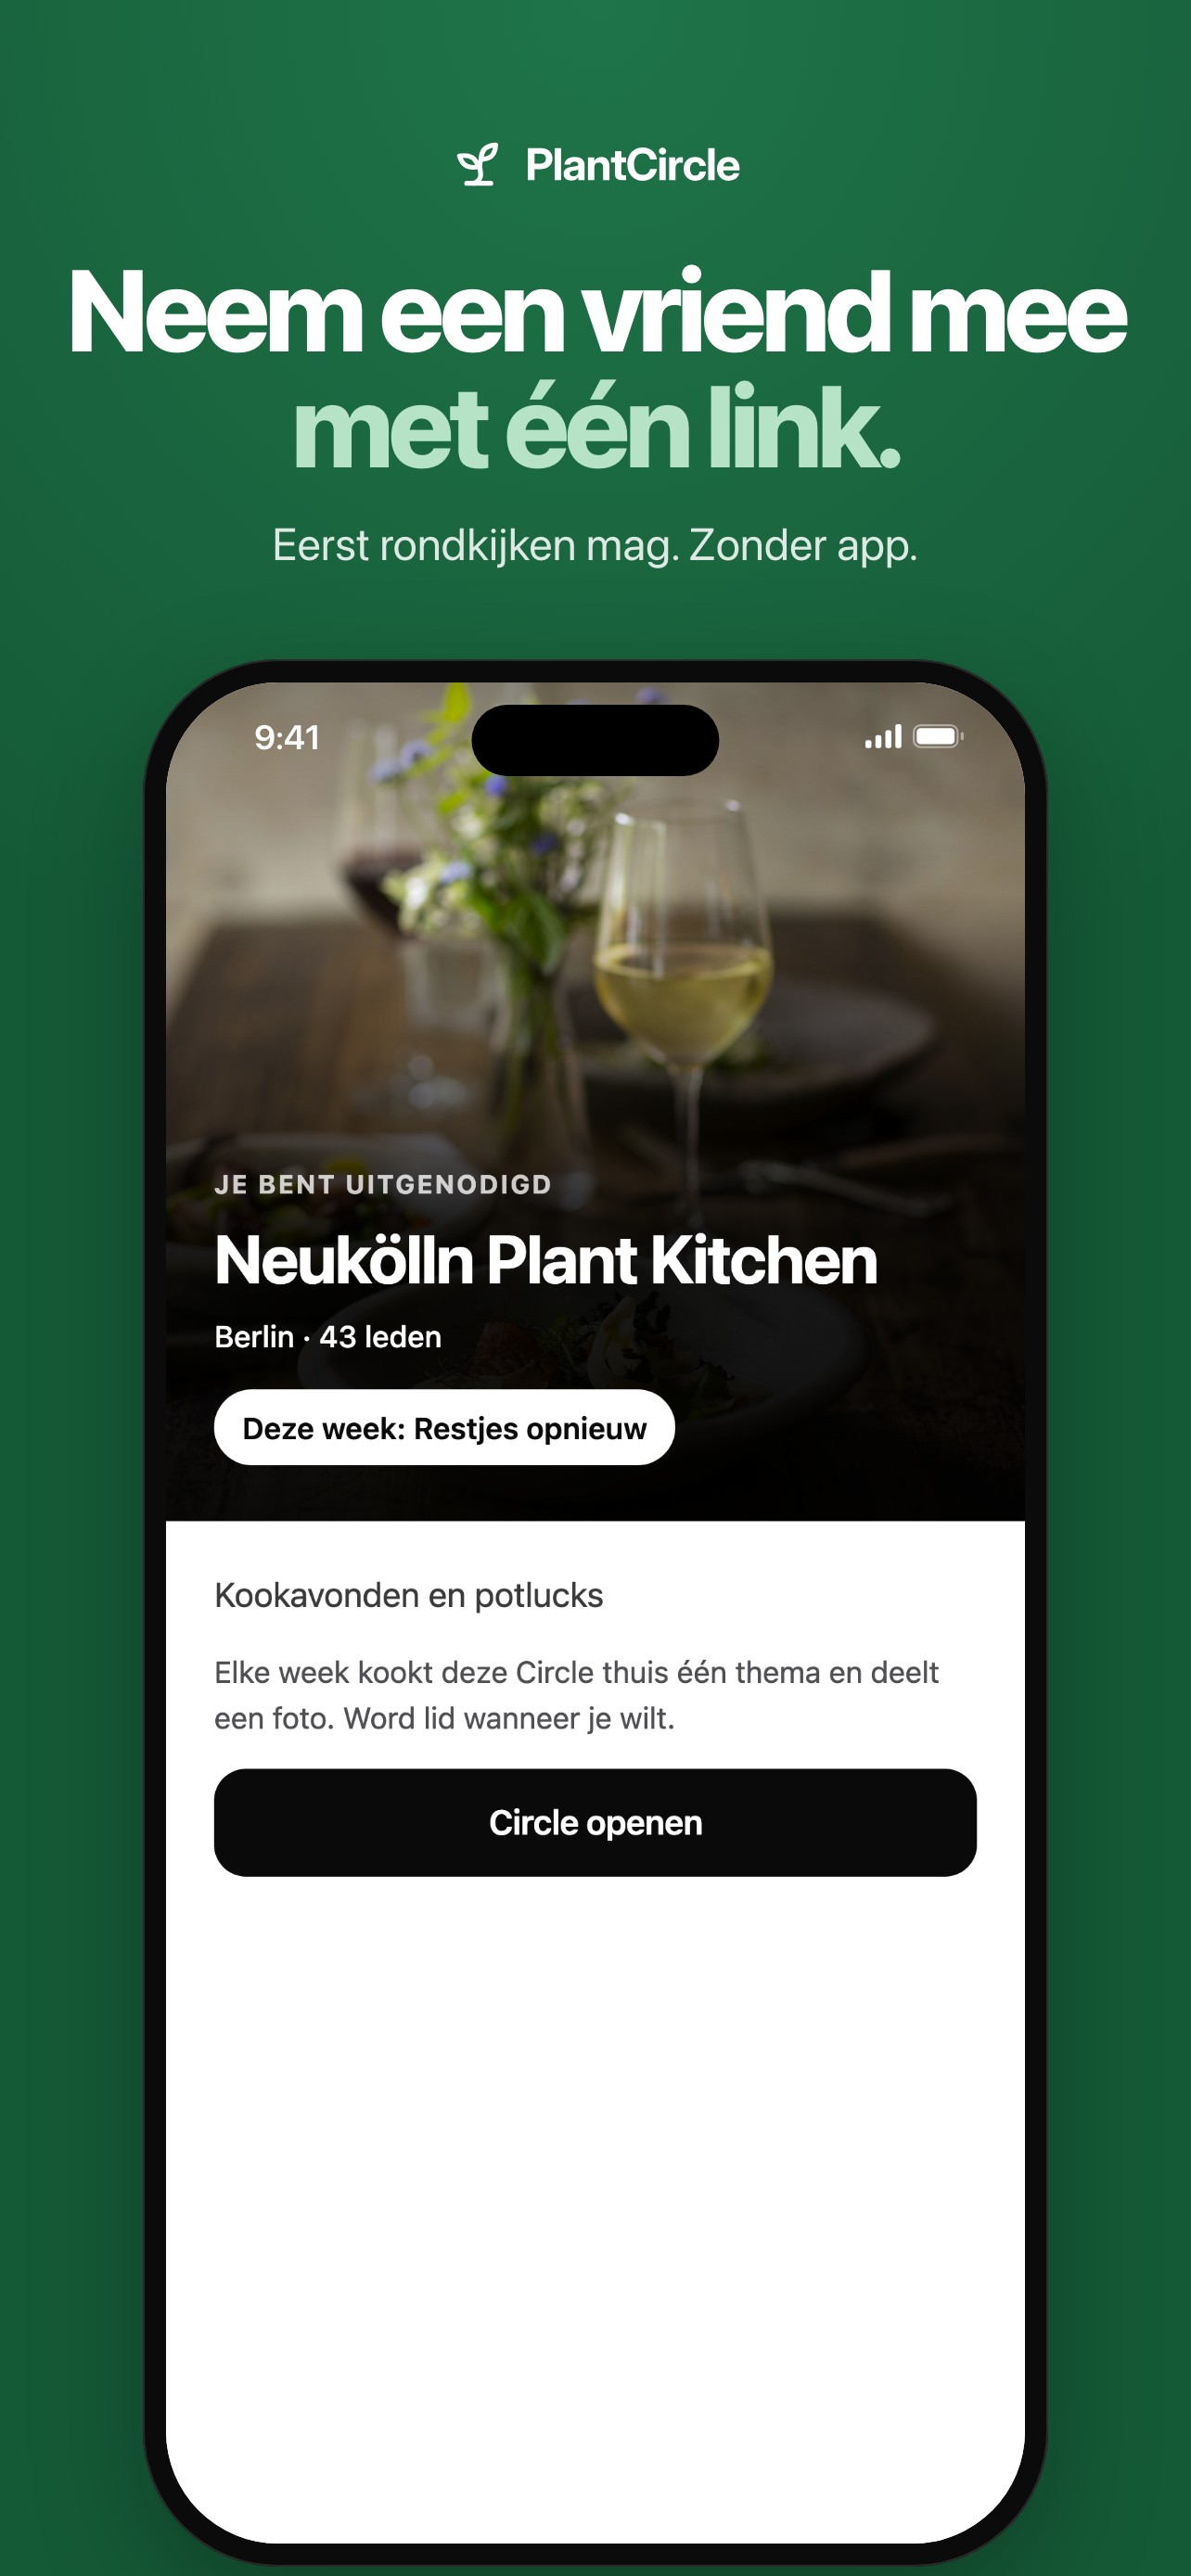 PlantCircle
Neem een vriend mee
met één link.
Eerst rondkijken mag. Zonder app.
9:41
JE BENT UITGENODIGD
Neukölln Plant Kitchen
Berlin · 43 leden
Deze week: Restjes opnieuw
Kookavonden en potlucks
Elke week kookt deze Circle thuis één thema en deelt
een foto. Word lid wanneer je wilt.
Circle openen